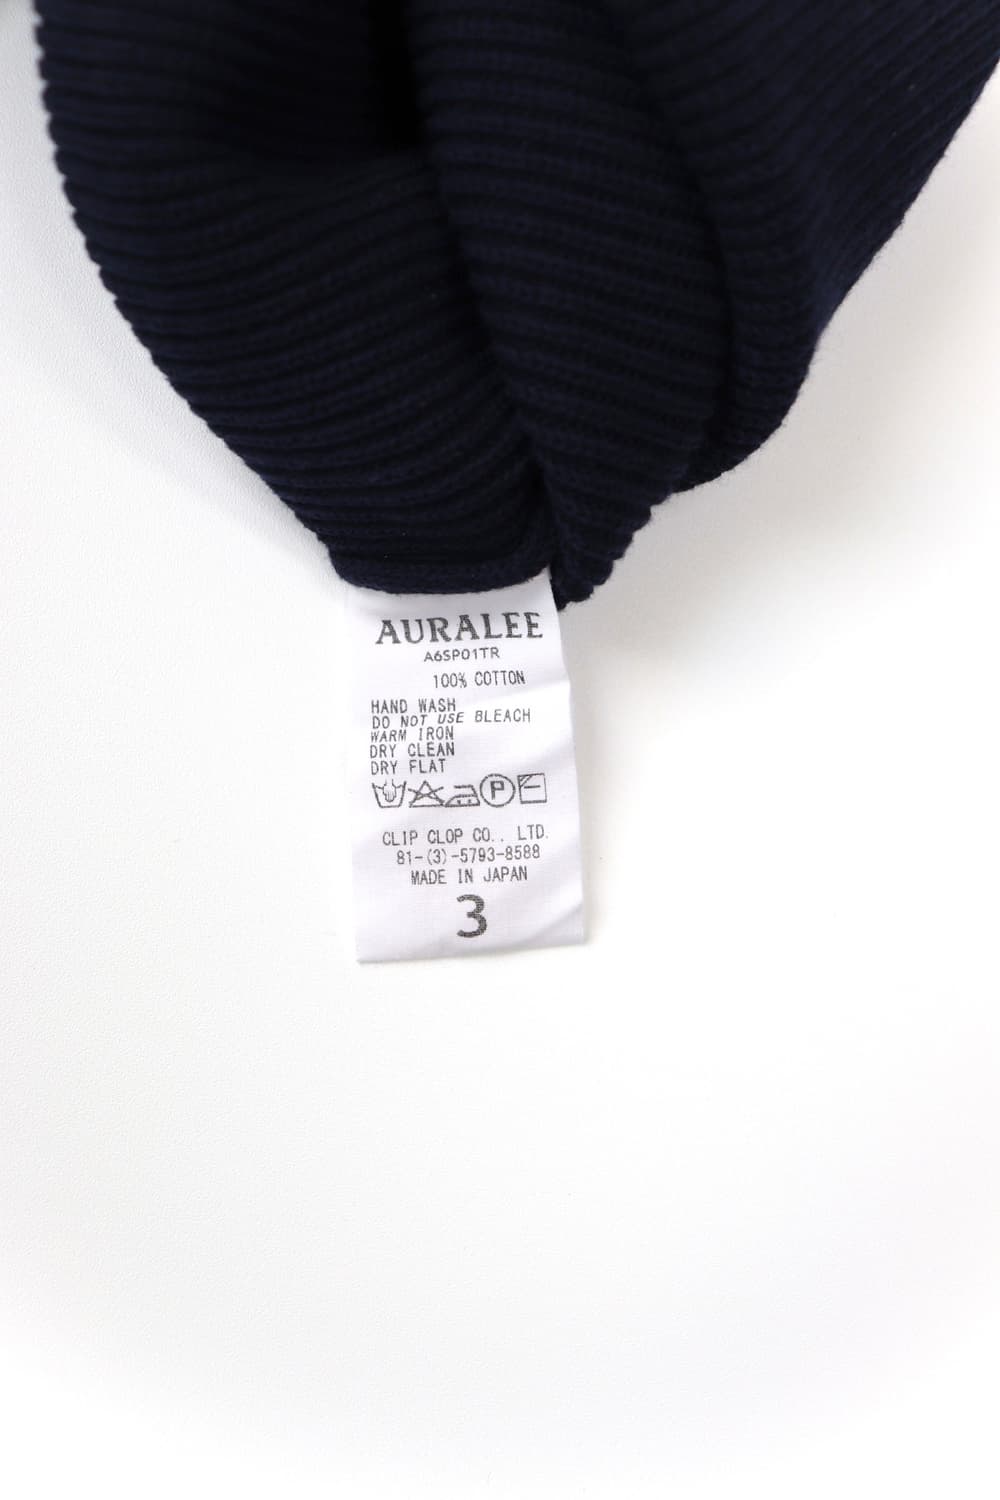 AURALEE
A6SP01TR
100% COTTON
HAND WASH
DO NOT USE BLEACH
WARM IRON
DRY CLEAN
DRY FLAT
P
CLIP CLOP CO., LTD.
81-(3)-5793-8588
MADE IN JAPAN
3